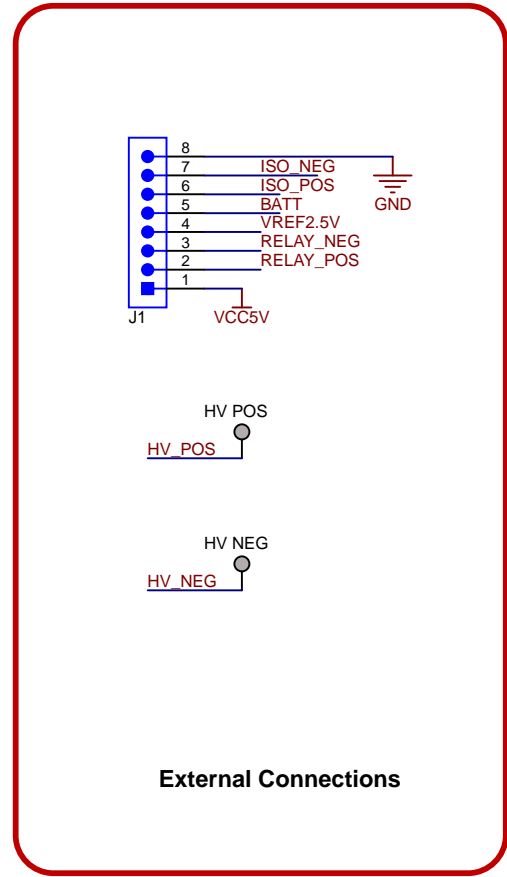 8
7 ISO_NEG
6 ISO_POS
GND
5 BATT
4 VREF2.5V
3 RELAY_NEG
2 RELAY_POS
1
J1
VCC5V
HV POS
HV_POS
HV NEG
HV_NEG
External Connections